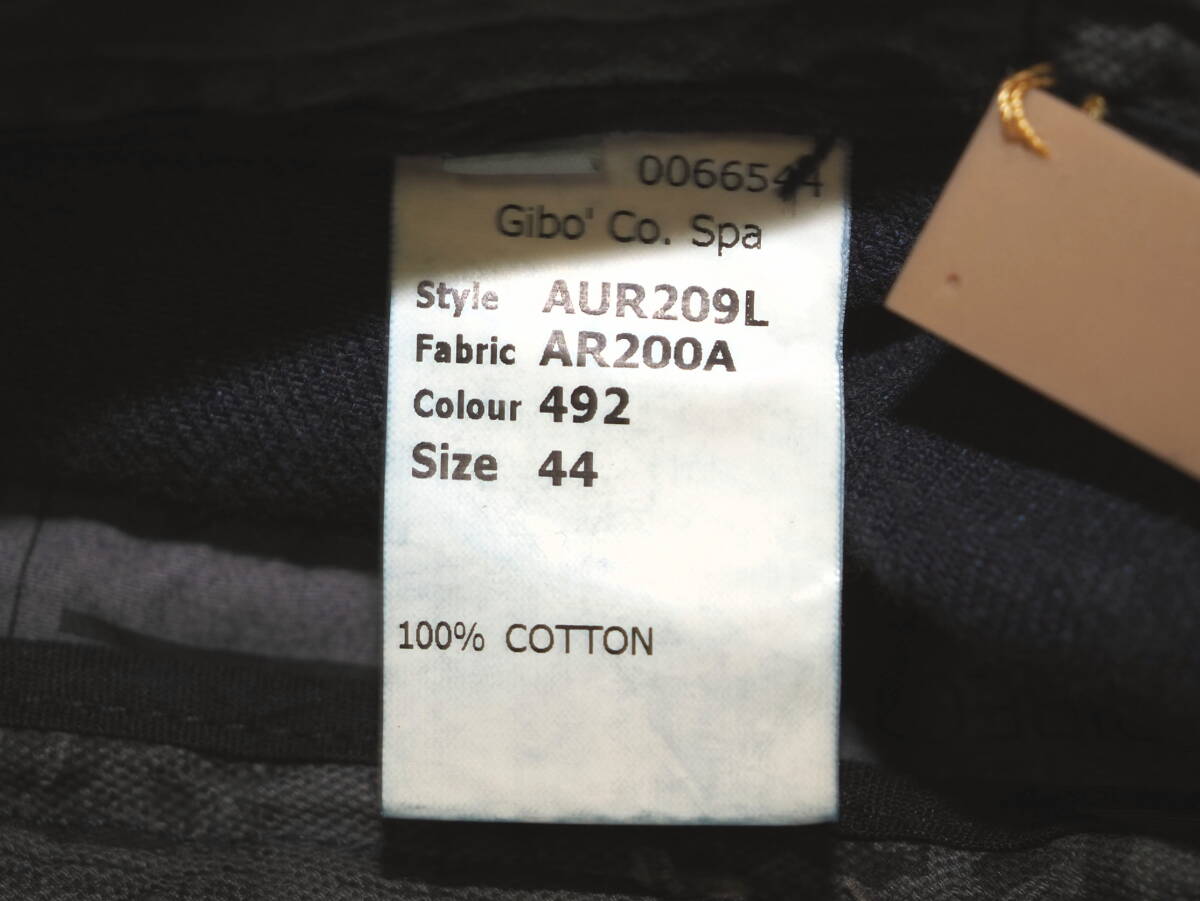 0066544
Gibo' Co. Spa
Style AUR209L
Fabric AR200A
Colour 492
Size 44
100% COTTON